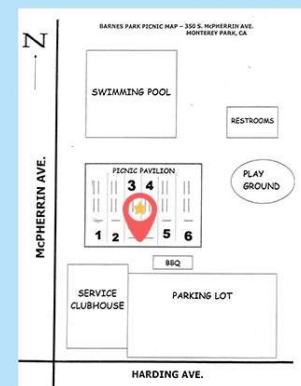 BARNES PARK PICNIC MAP – 350 S. McPHERRIN AVE.
MONTEREY PARK, CA
N
SWIMMING POOL
RESTROOMS
PICNIC PAVILION
3 4
PLAY
GROUND
1 2 5 6
McPHERRIN AVE.
BBQ
SERVICE
CLUBHOUSE
PARKING LOT
HARDING AVE.